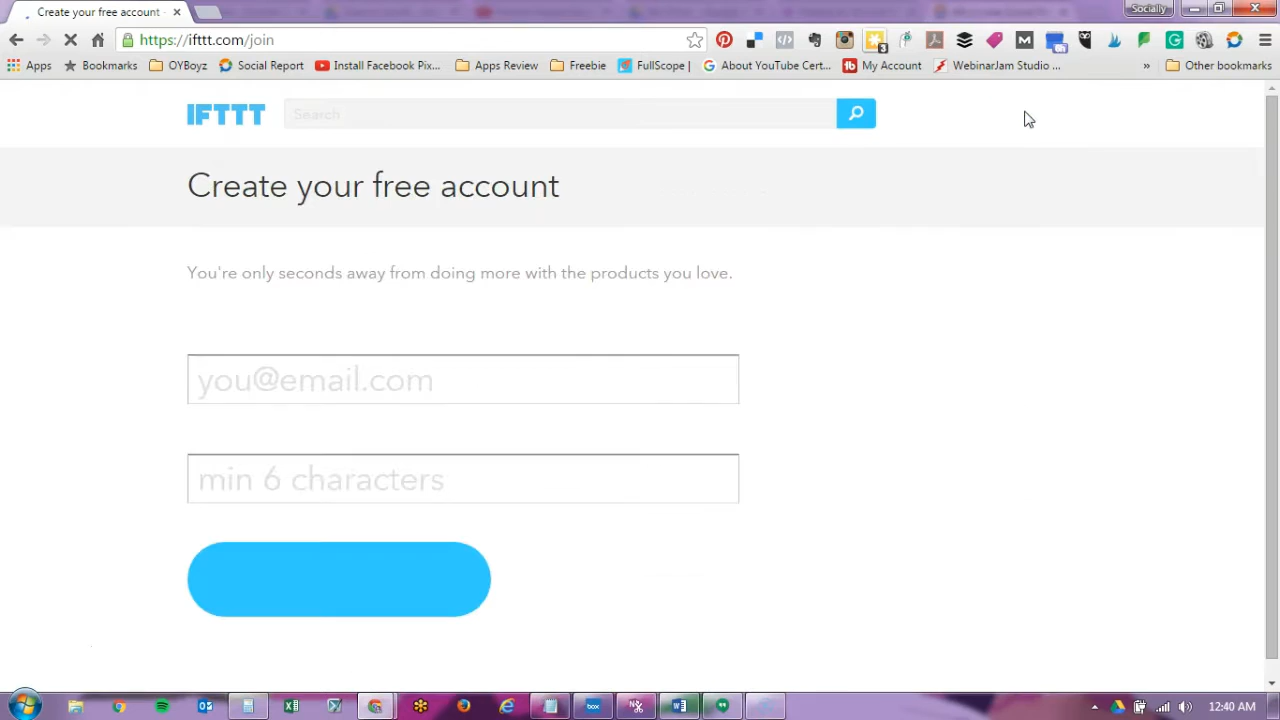 Create your free account
Socially
https://ifttt.com/join
3
Apps
Bookmarks
OYBoyz
Social Report
Install Facebook Pix...
Apps Review
Freebie
FullScope |
About YouTube Cert...
My Account
WebinarJam Studio ...
»
Other bookmarks
IFTTT
Search
Create your free account
You're only seconds away from doing more with the products you love.
you@email.com
min 6 characters
12:40 AM